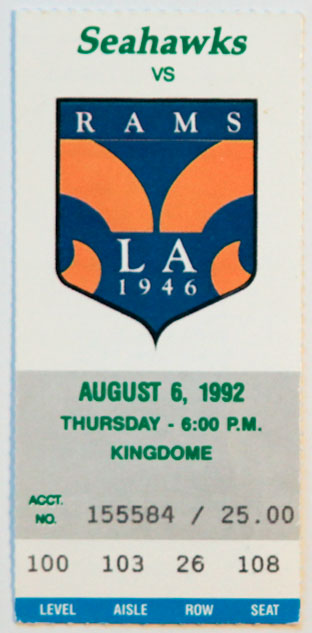 Seahawks
VS
RAMS
LA
1946
AUGUST 6, 1992
THURSDAY - 6:00 P.M.
KINGDOME
ACCT.
NO. 155584 / 25.00
100 103 26 108
LEVEL AISLE ROW SEAT